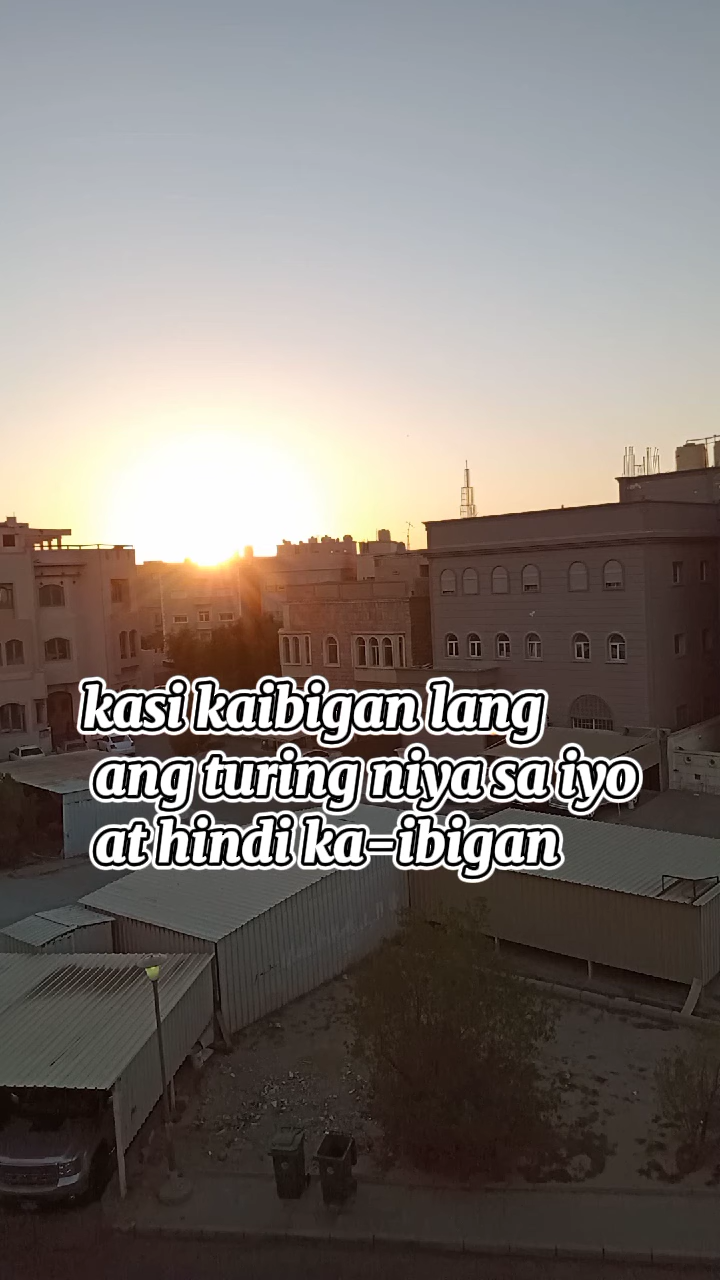 kasi kaibigan lang
ang turing niya sa iyo
at hindi ka-ibigan